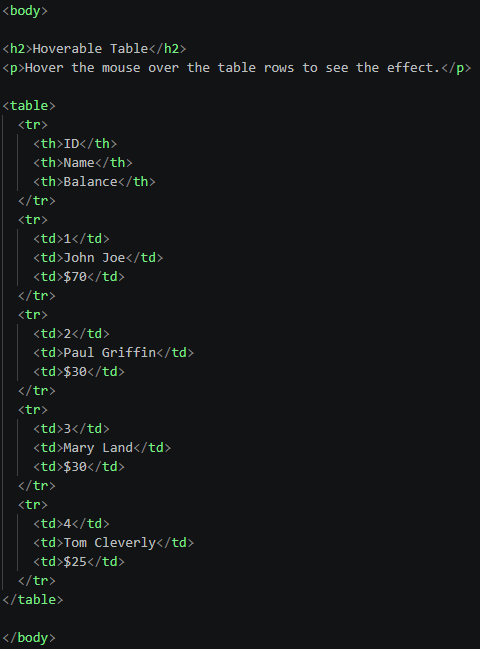 <body>
<h2>Hoverable Table</h2>
<p>Hover the mouse over the table rows to see the effect.</p>
<table>
<tr>
<th>ID</th>
<th>Name</th>
<th>Balance</th>
</tr>
<tr>
<td>1</td>
<td>John Joe</td>
<td>$70</td>
</tr>
<tr>
<td>2</td>
<td>Paul Griffin</td>
<td>$30</td>
</tr>
<tr>
<td>3</td>
<td>Mary Land</td>
<td>$30</td>
</tr>
<tr>
<td>4</td>
<td>Tom Cleverly</td>
<td>$25</td>
</tr>
</table>
</body>